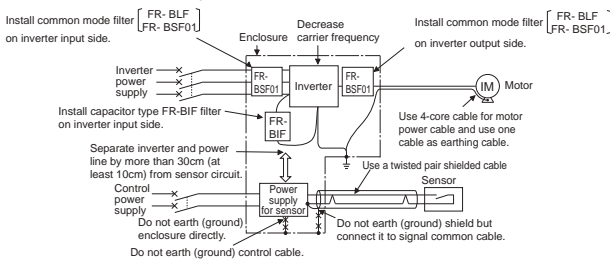 Install common mode filter
FR- BLF
FR- BSF01
on inverter input side.
Enclosure
Decrease
carrier frequency
Install common mode filter
FR- BLF
FR- BSF01
on inverter output side.
Inverter
power
supply
FR-
BSF01
Inverter
FR-
BSF01
IM
Motor
Install capacitor type FR-BIF filter
on inverter input side.
FR-
BIF
Use 4-core cable for motor
power cable and use one
cable as earthing cable.
Separate inverter and power
line by more than 30cm (at
least 10cm) from sensor circuit.
Use a twisted pair shielded cable
Control
power
supply
Power
supply
for sensor
Sensor
Do not earth (ground)
enclosure directly.
Do not earth (ground) shield but
connect it to signal common cable.
Do not earth (ground) control cable.